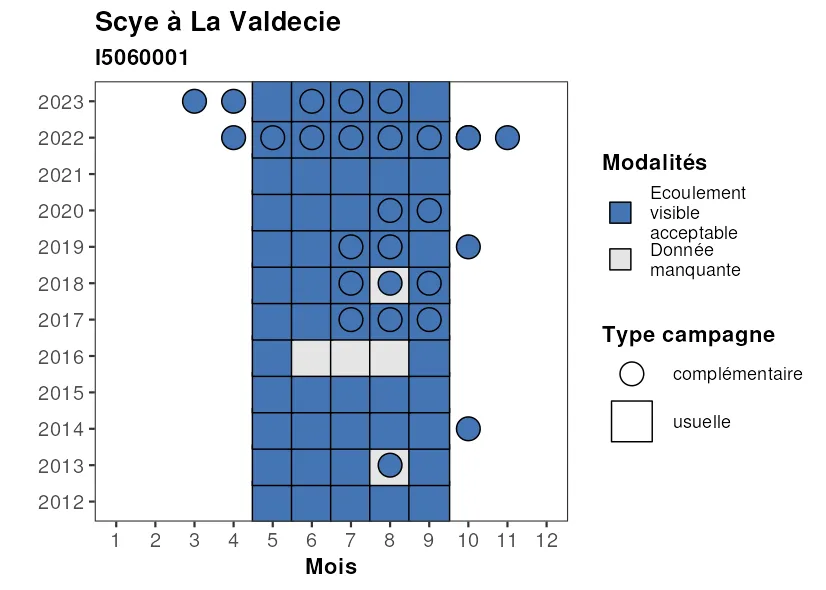 Scye à La Valdecie
I5060001
2023
2022
2021
2020
2019
2018
2017
2016
2015
2014
2013
2012
1 2 3 4 5 6 7 8 9 10 11 12
Mois
Modalités
Ecoulement
visible
acceptable
Donnée
manquante
Type campagne
complémentaire
usuelle